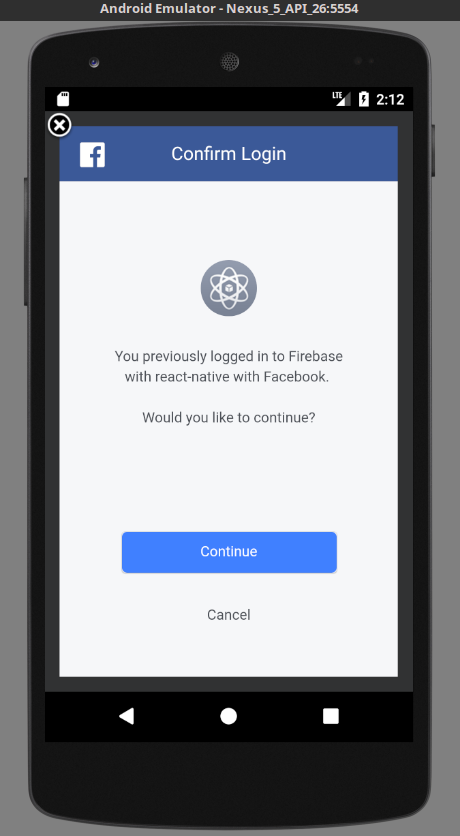 Android Emulator - Nexus_5_API_26:5554
LTE
2:12
Confirm Login
You previously logged in to Firebase
with react-native with Facebook.
Would you like to continue?
Continue
Cancel